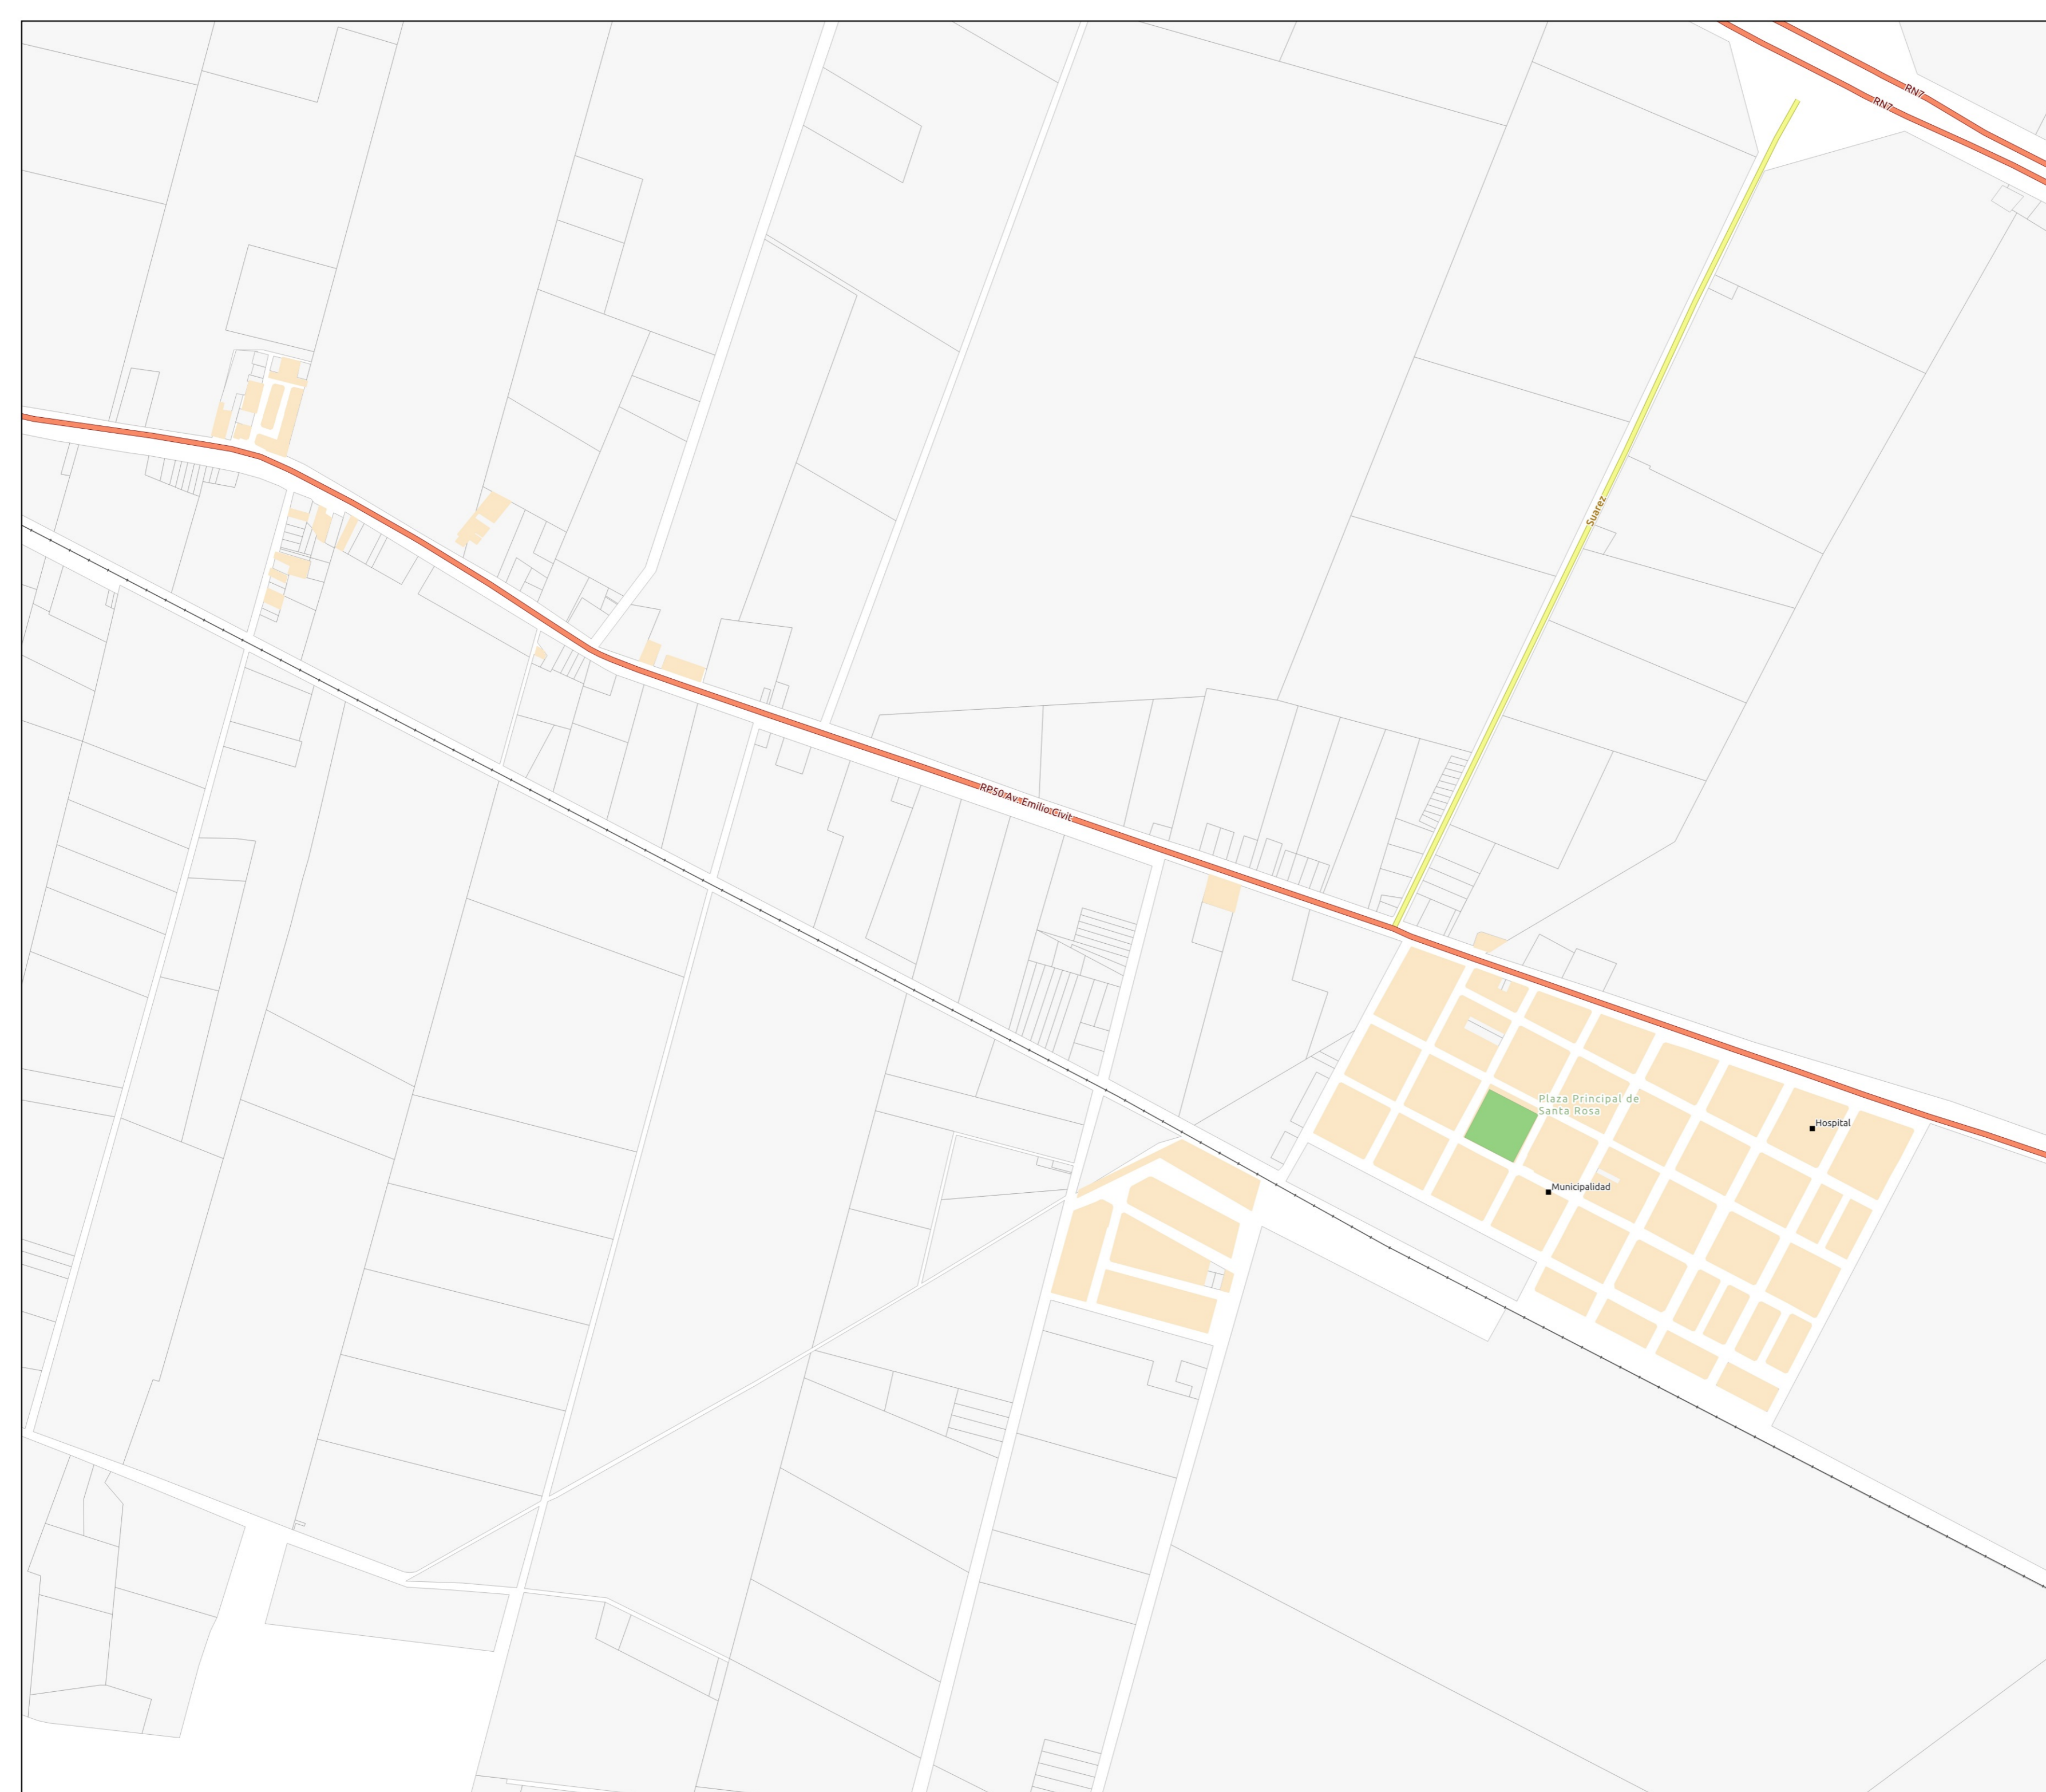 RN7
RN7
Suarez
RP50 Av. Emilio Civit
Plaza Principal de
Santa Rosa
Hospital
Municipalidad